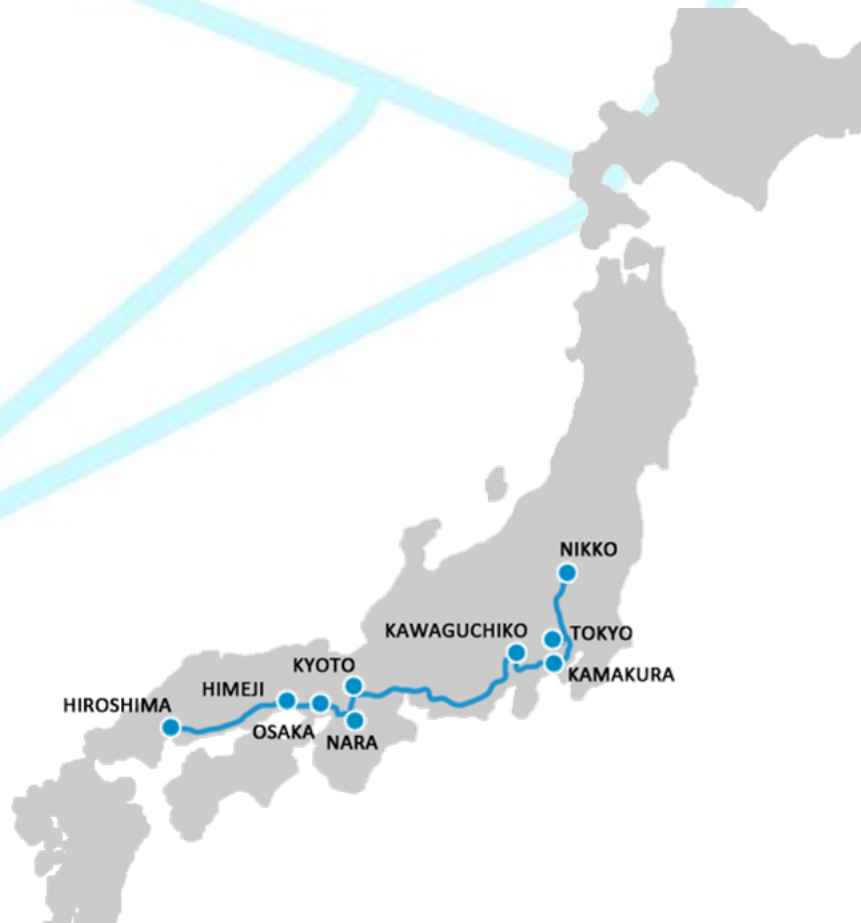 NIKKO
KAWAGUCHIKO
TOKYO
KYOTO
KAMAKURA
HIMEJI
HIROSHIMA
OSAKA
NARA